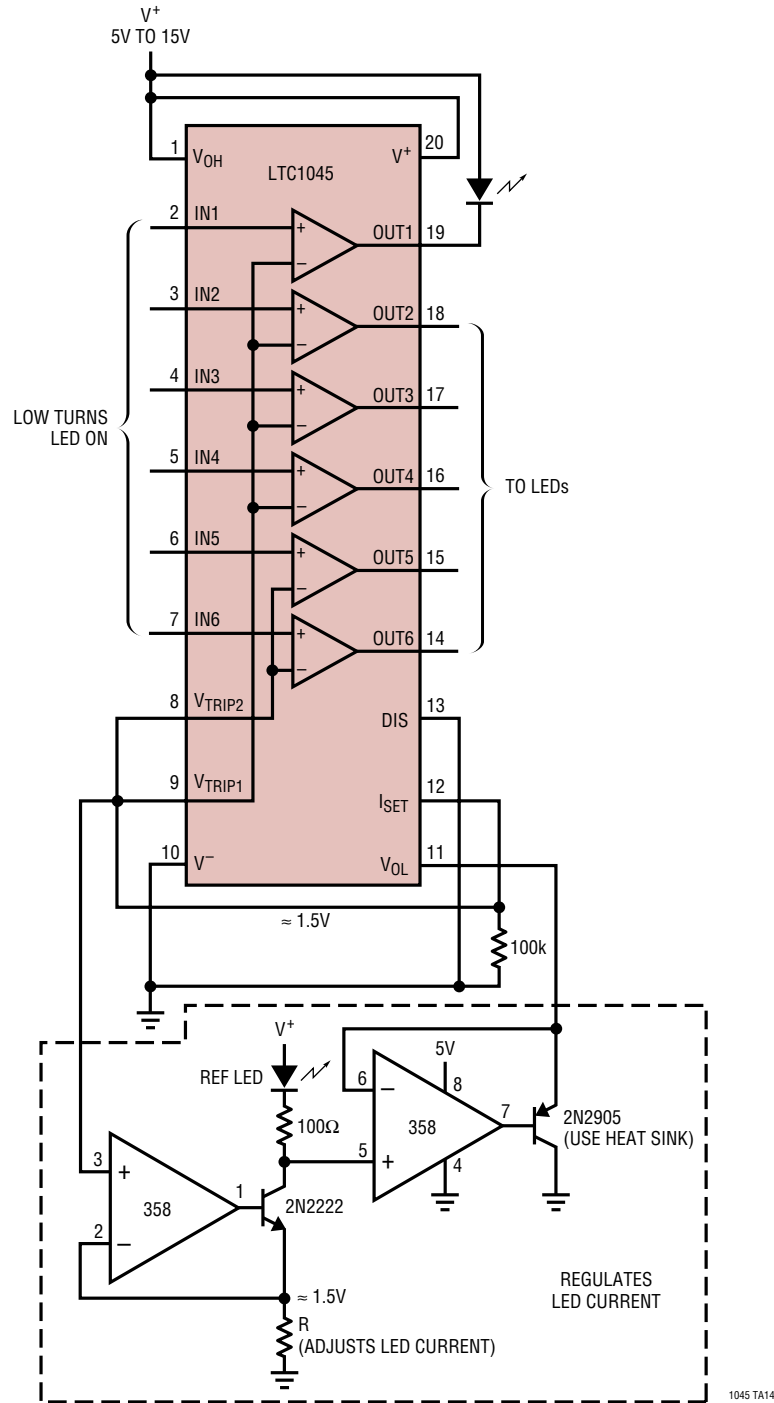 V+
5V TO 15V
1
VOH
LTC1045
V+
20
2
IN1
+
–
OUT1
19
3
IN2
+
–
OUT2
18
4
IN3
+
–
OUT3
17
LOW TURNS
LED ON
5
IN4
+
–
OUT4
16
TO LEDs
6
IN5
+
–
OUT5
15
7
IN6
+
–
OUT6
14
8
VTRIP2
DIS
13
9
VTRIP1
ISET
12
10
V–
VOL
11
≈ 1.5V
100k
V+
REF LED
100Ω
5V
6
–
8
358
7
5
+
4
2N2905
(USE HEAT SINK)
3
+
358
1
2N2222
2
–
≈ 1.5V
R
(ADJUSTS LED CURRENT)
REGULATES
LED CURRENT
1045 TA14